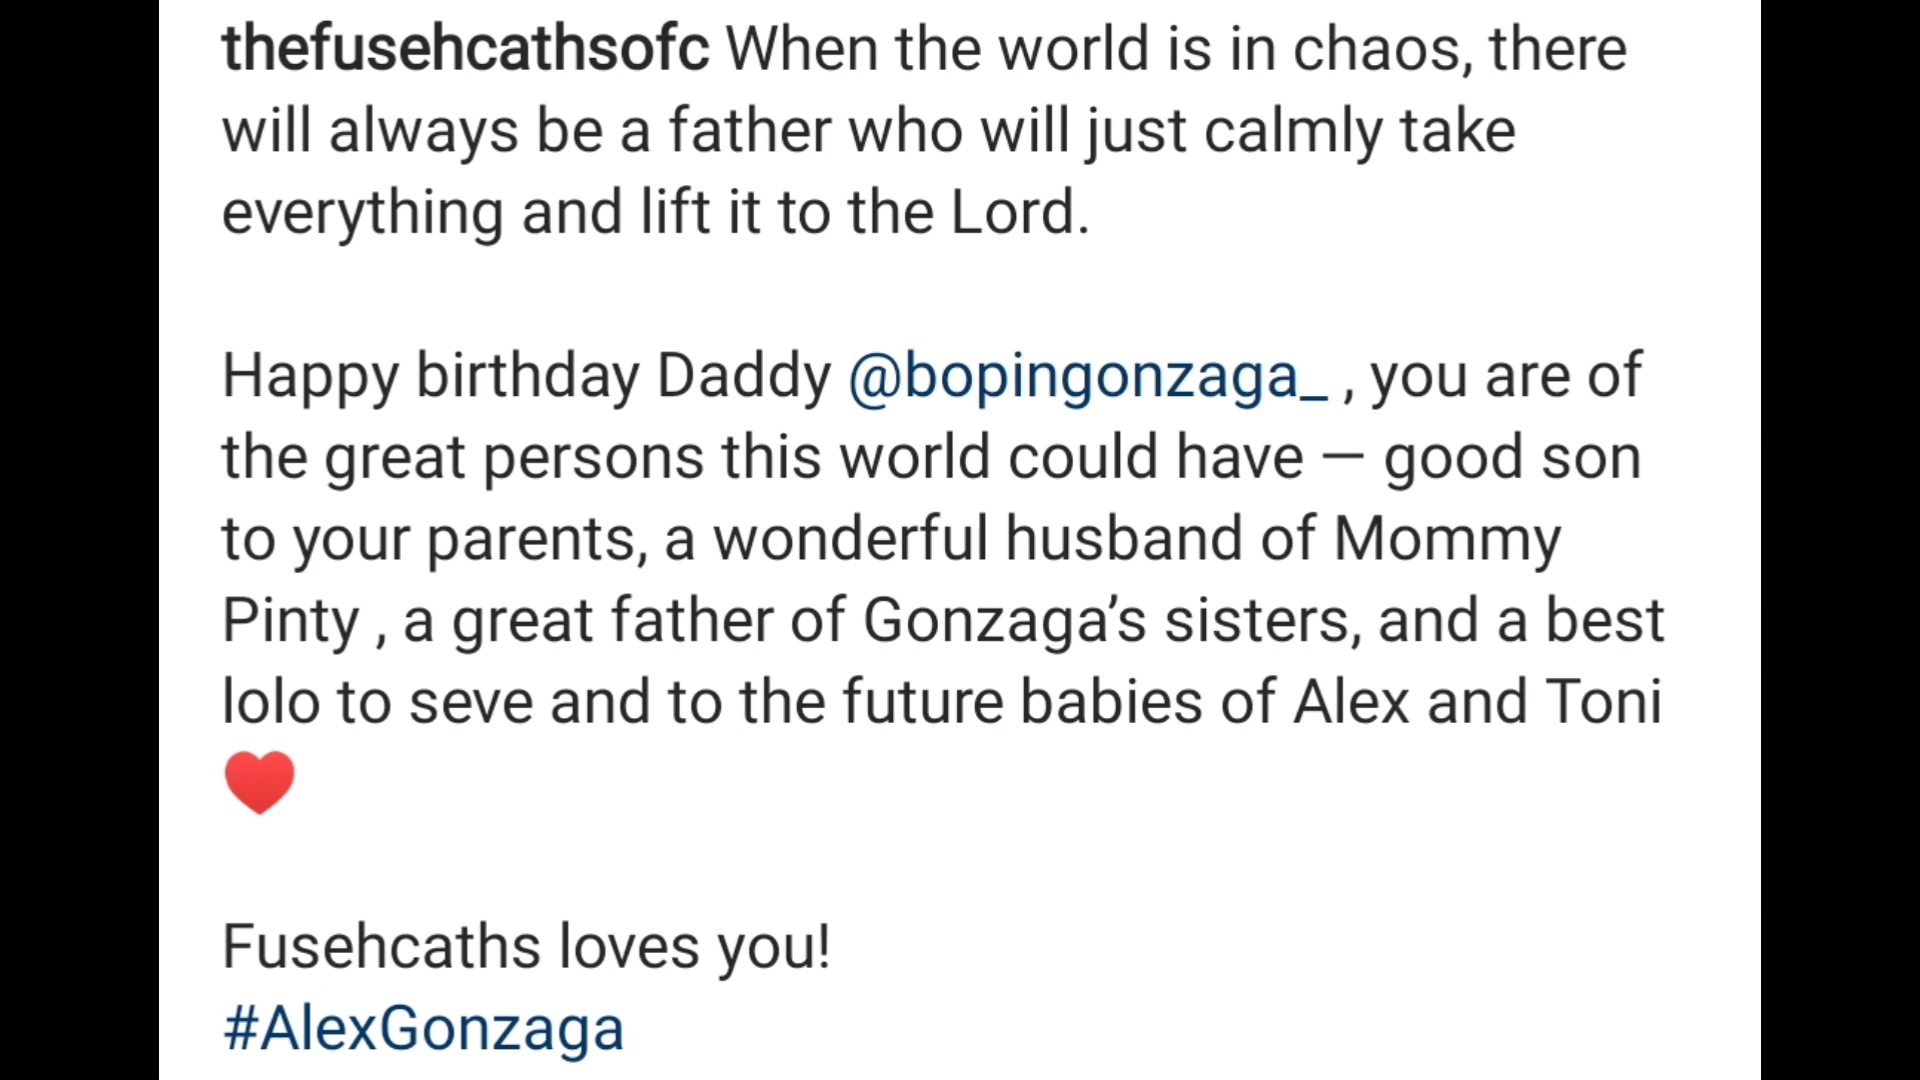 thefusehcathsofc When the world is in chaos, there
will always be a father who will just calmly take
everything and lift it to the Lord.
Happy birthday Daddy @bopingonzaga_ , you are of
the great persons this world could have — good son
to your parents, a wonderful husband of Mommy
Pinty , a great father of Gonzaga’s sisters, and a best
lolo to seve and to the future babies of Alex and Toni
❤️
Fusehcaths loves you!
#AlexGonzaga